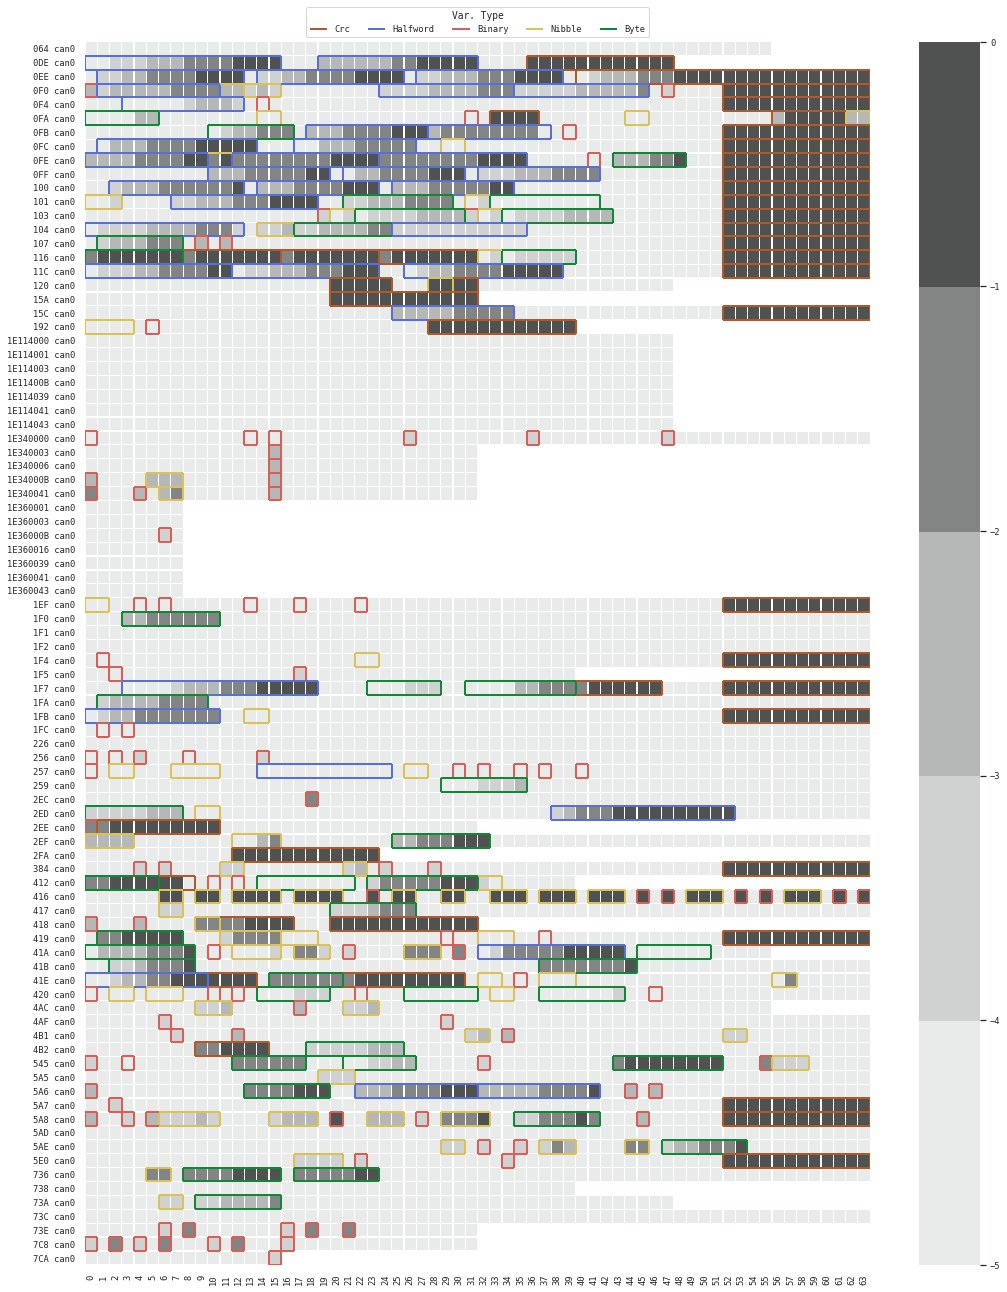 Var. Type
Crc Halfword Binary Nibble Byte
064 can0
0DE can0
0EE can0
0F0 can0
0F4 can0
0FA can0
0FB can0
0FC can0
0FE can0
0FF can0
100 can0
101 can0
103 can0
104 can0
107 can0
116 can0
11C can0
120 can0
15A can0
15C can0
192 can0
1E114000 can0
1E114001 can0
1E114003 can0
1E11400B can0
1E114039 can0
1E114041 can0
1E114043 can0
1E340000 can0
1E340003 can0
1E340006 can0
1E34000B can0
1E340041 can0
1E360001 can0
1E360003 can0
1E36000B can0
1E360016 can0
1E360039 can0
1E360041 can0
1E360043 can0
1EF can0
1F0 can0
1F1 can0
1F2 can0
1F4 can0
1F5 can0
1F7 can0
1FA can0
1FB can0
1FC can0
226 can0
256 can0
257 can0
259 can0
2EC can0
2ED can0
2EE can0
2EF can0
2FA can0
384 can0
412 can0
416 can0
417 can0
418 can0
419 can0
41A can0
41B can0
41E can0
420 can0
4AC can0
4AF can0
4B1 can0
4B2 can0
545 can0
5A5 can0
5A6 can0
5A7 can0
5A8 can0
5AD can0
5AE can0
5E0 can0
736 can0
738 can0
73A can0
73C can0
73E can0
7C8 can0
7CA can0
0 1 2 3 4 5 6 7 8 9 10 11 12 13 14 15 16 17 18 19 20 21 22 23 24 25 26 27 28 29 30 31 32 33 34 35 36 37 38 39 40 41 42 43 44 45 46 47 48 49 50 51 52 53 54 55 56 57 58 59 60 61 62 63
0
−1
−2
−3
−4
−5